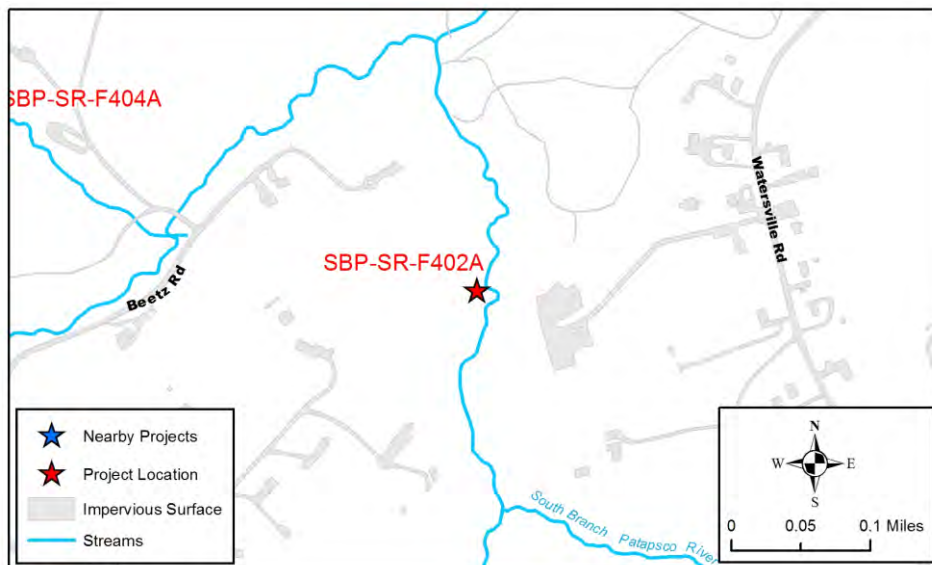 SBP-SR-F404A
Watersville Rd
SBP-SR-F402A
Beetz Rd
Nearby Projects
Project Location
Impervious Surface
Streams
South Branch Patapsco River
N
W E
S
0 0.05 0.1 Miles